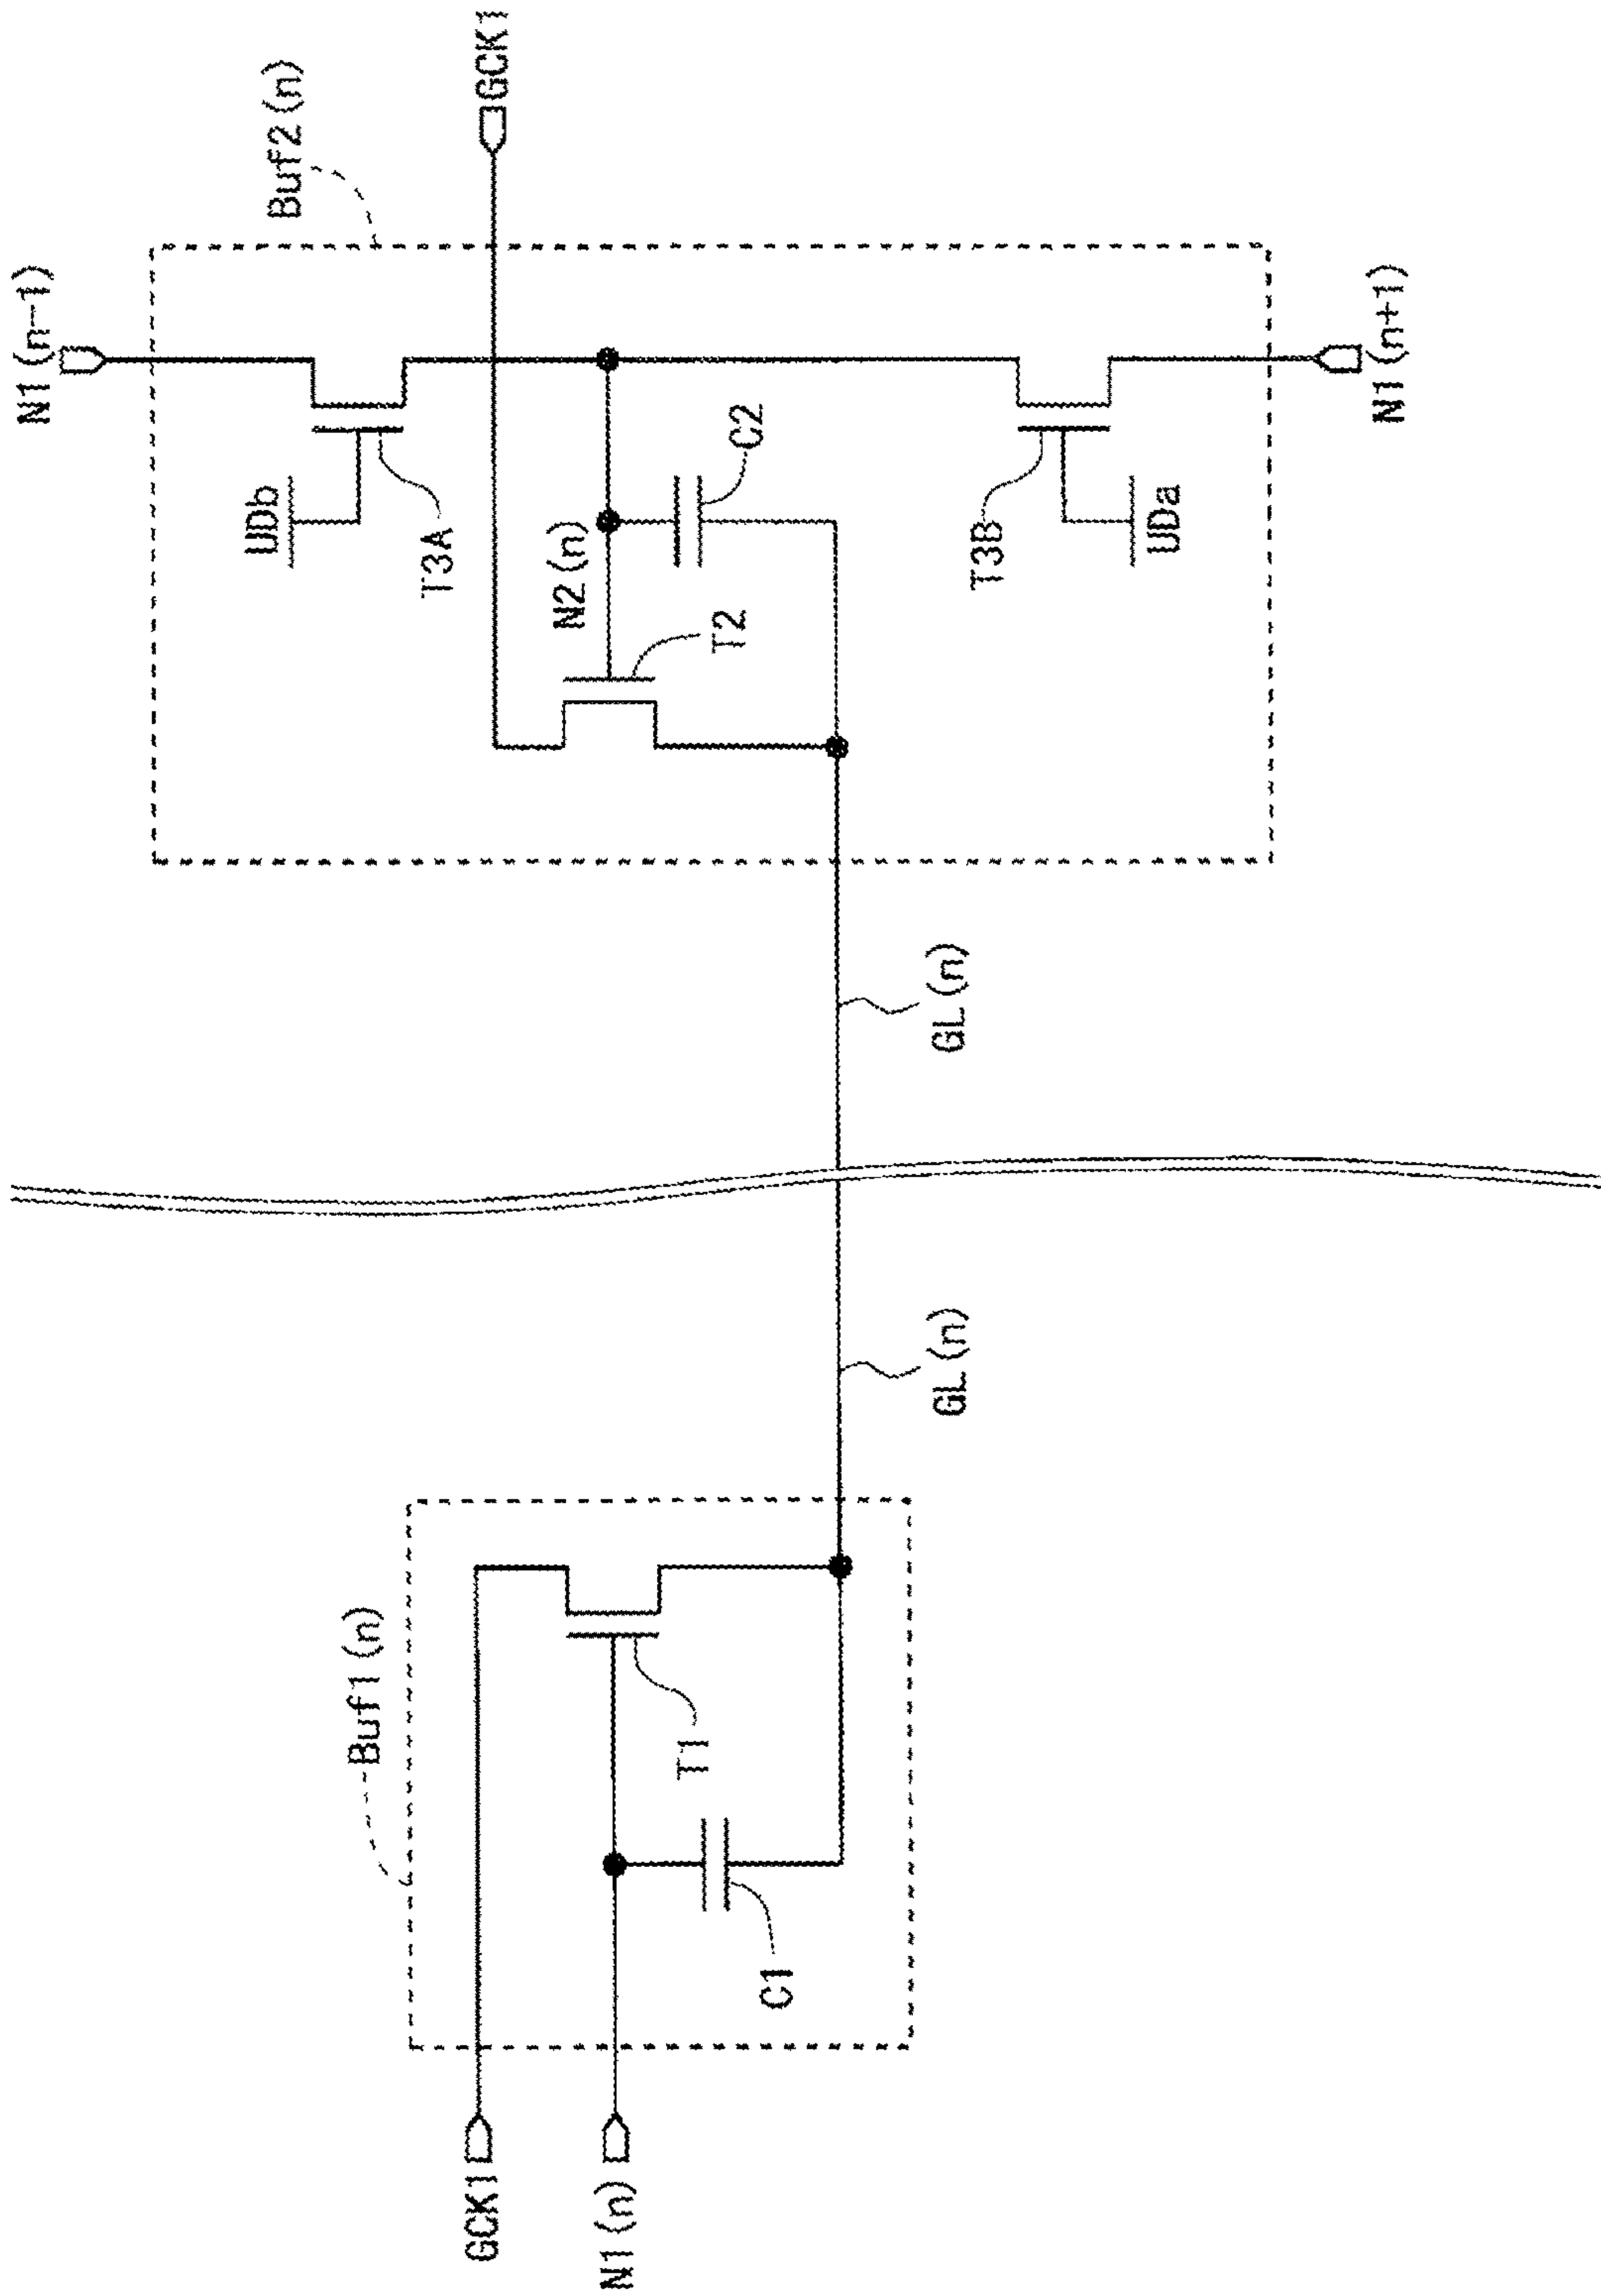 N1(n-1)
Buf2(n)
GCK1
UDb
T3A
N2(n)
C2
T2
T3B
UDa
N1(n+1)
GL(n)
GL(n)
Buf1(n)
T1
C1
GCK1
N1(n)